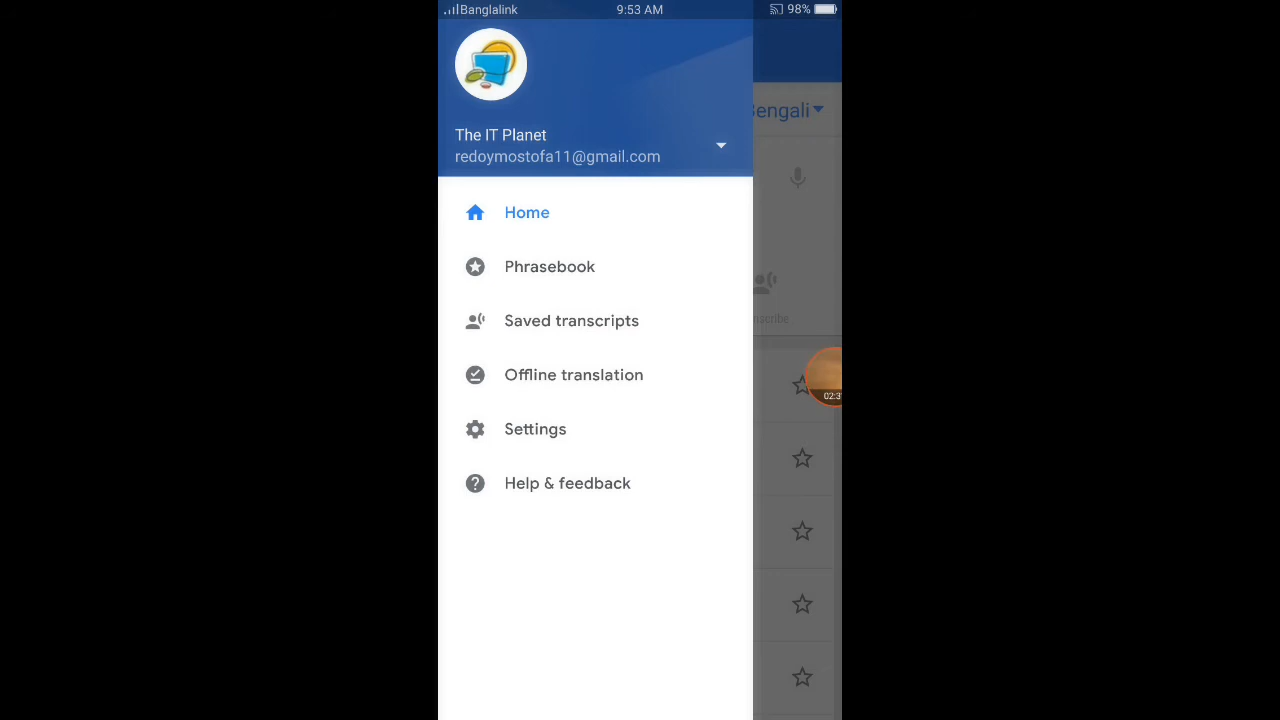 Banglalink 9:53 AM 98%
The IT Planet
redoymostofa11@gmail.com
Bengali
Home
Phrasebook
Saved transcripts
Offline translation
Settings
Help & feedback